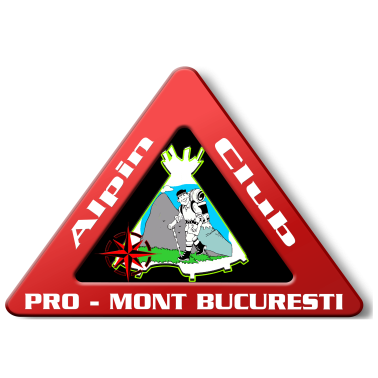 Alpin Club
PRO - MONT BUCURESTI